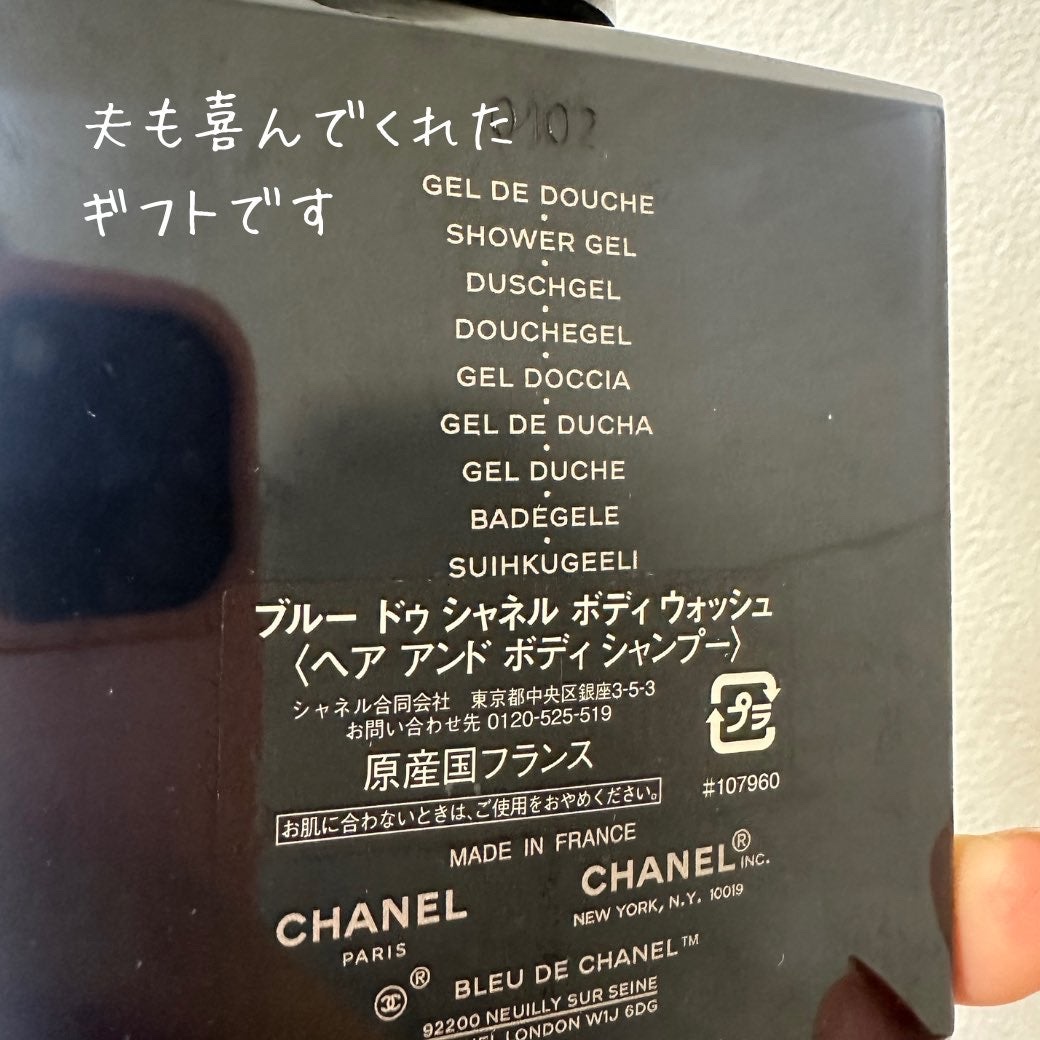 夫も喜んでくれた
ギフトです
0102
GEL DE DOUCHE
SHOWER GEL
DUSCHGEL
DOUCHEGEL
GEL DOCCIA
GEL DE DUCHA
GEL DUCHE
BADEGELE
SUIHKUGEELI
ブルー ドゥ シャネル ボディ ウォッシュ
〈ヘア アンド ボディ シャンプー〉
シャネル合同会社 東京都中央区銀座3-5-3
お問い合わせ先 0120-525-519
プラ
原産国フランス
#107960
お肌に合わないときは、ご使用をおやめください。
MADE IN FRANCE
CHANEL
PARIS
CHANEL® INC.
NEW YORK, N.Y. 10019
® BLEU DE CHANEL™
92200 NEUILLY SUR SEINE
LONDON W1J 6DG